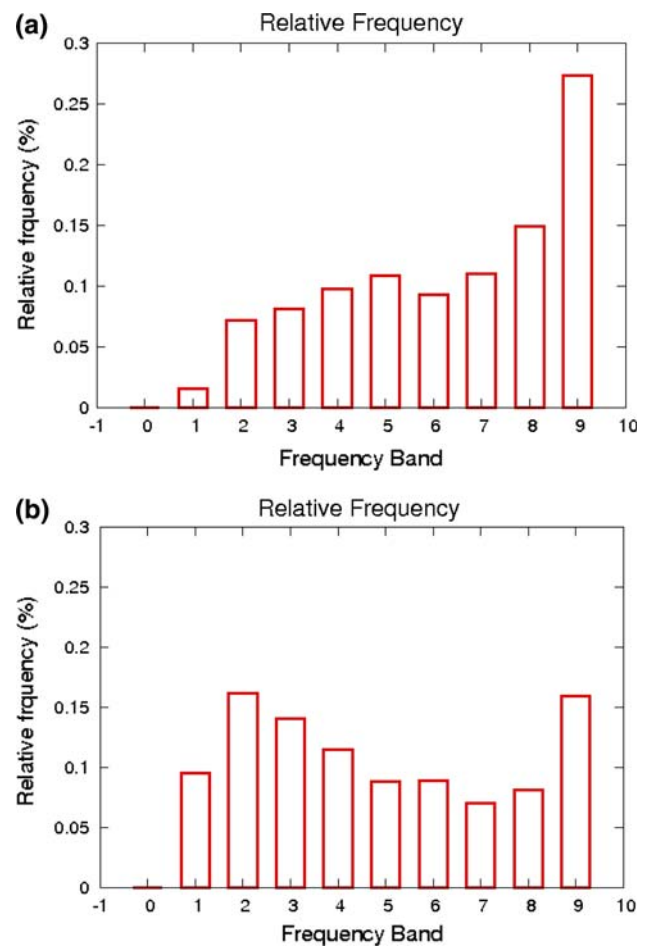 (a)
Relative Frequency
0.3
0.25
0.2
0.15
0.1
0.05
0
Relative frquency (%)
-1 0 1 2 3 4 5 6 7 8 9 10
Frequency Band
(b)
Relative Frequency
0.3
0.25
0.2
0.15
0.1
0.05
0
Relative frquency (%)
-1 0 1 2 3 4 5 6 7 8 9 10
Frequency Band